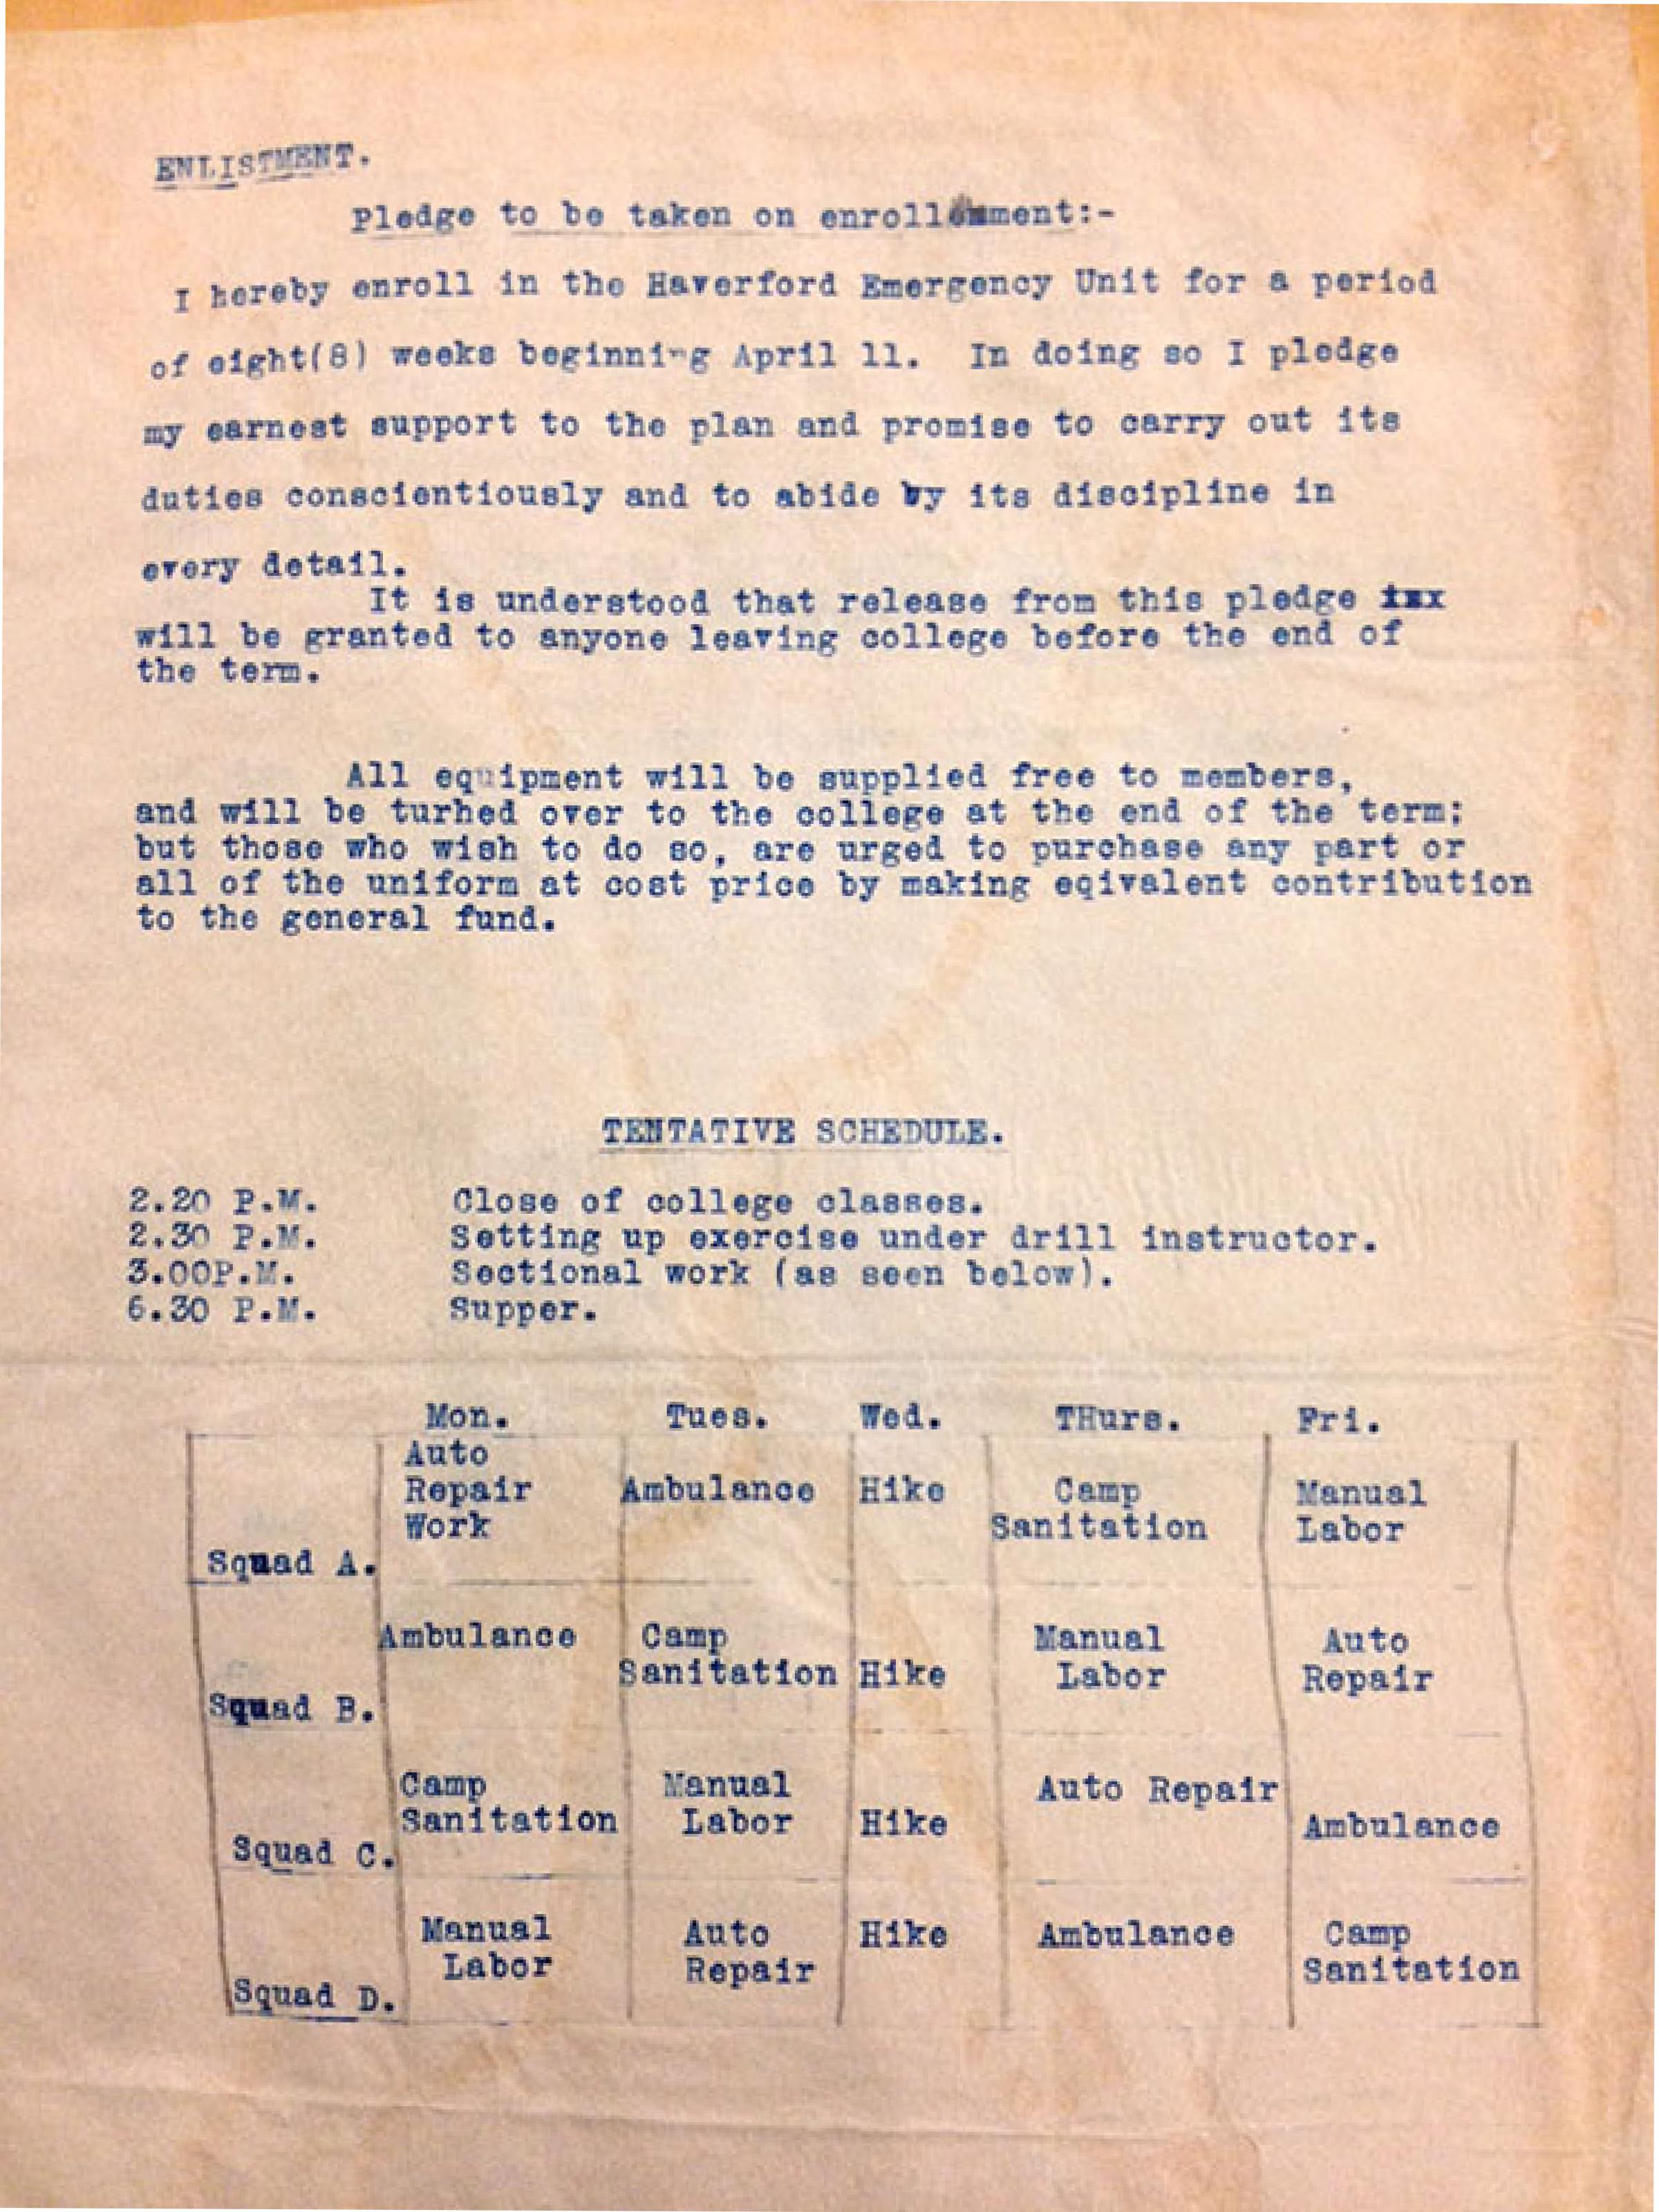 ENLISTMENT.
Pledge to be taken on enrollment:-
I hereby enroll in the Haverford Emergency Unit for a period
of eight(8) weeks beginning April 11. In doing so I pledge
my earnest support to the plan and promise to carry out its
duties conscientiously and to abide by its discipline in
every detail.
It is understood that release from this pledge
will be granted to anyone leaving college before the end of
the term.
All equipment will be supplied free to members,
and will be turhed over to the college at the end of the term;
but those who wish to do so, are urged to purchase any part or
all of the uniform at cost price by making eqivalent contribution
to the general fund.
TENTATIVE SCHEDULE.
2.20 P.M. Close of college classes.
2.30 P.M. Setting up exercise under drill instructor.
3.00P.M. Sectional work (as seen below).
6.30 P.M. Supper.
Mon. Tues. Wed. THurs. Fri.
Auto
Repair Ambulance Hike Camp Manual
Work Sanitation Labor
Squad A.
Ambulance Camp Manual Auto
Sanitation Hike Labor Repair
Squad B.
Camp Manual Auto Repair
Sanitation Labor Hike Ambulance
Squad C.
Manual Auto Hike Ambulance Camp
Labor Repair Sanitation
Squad D.